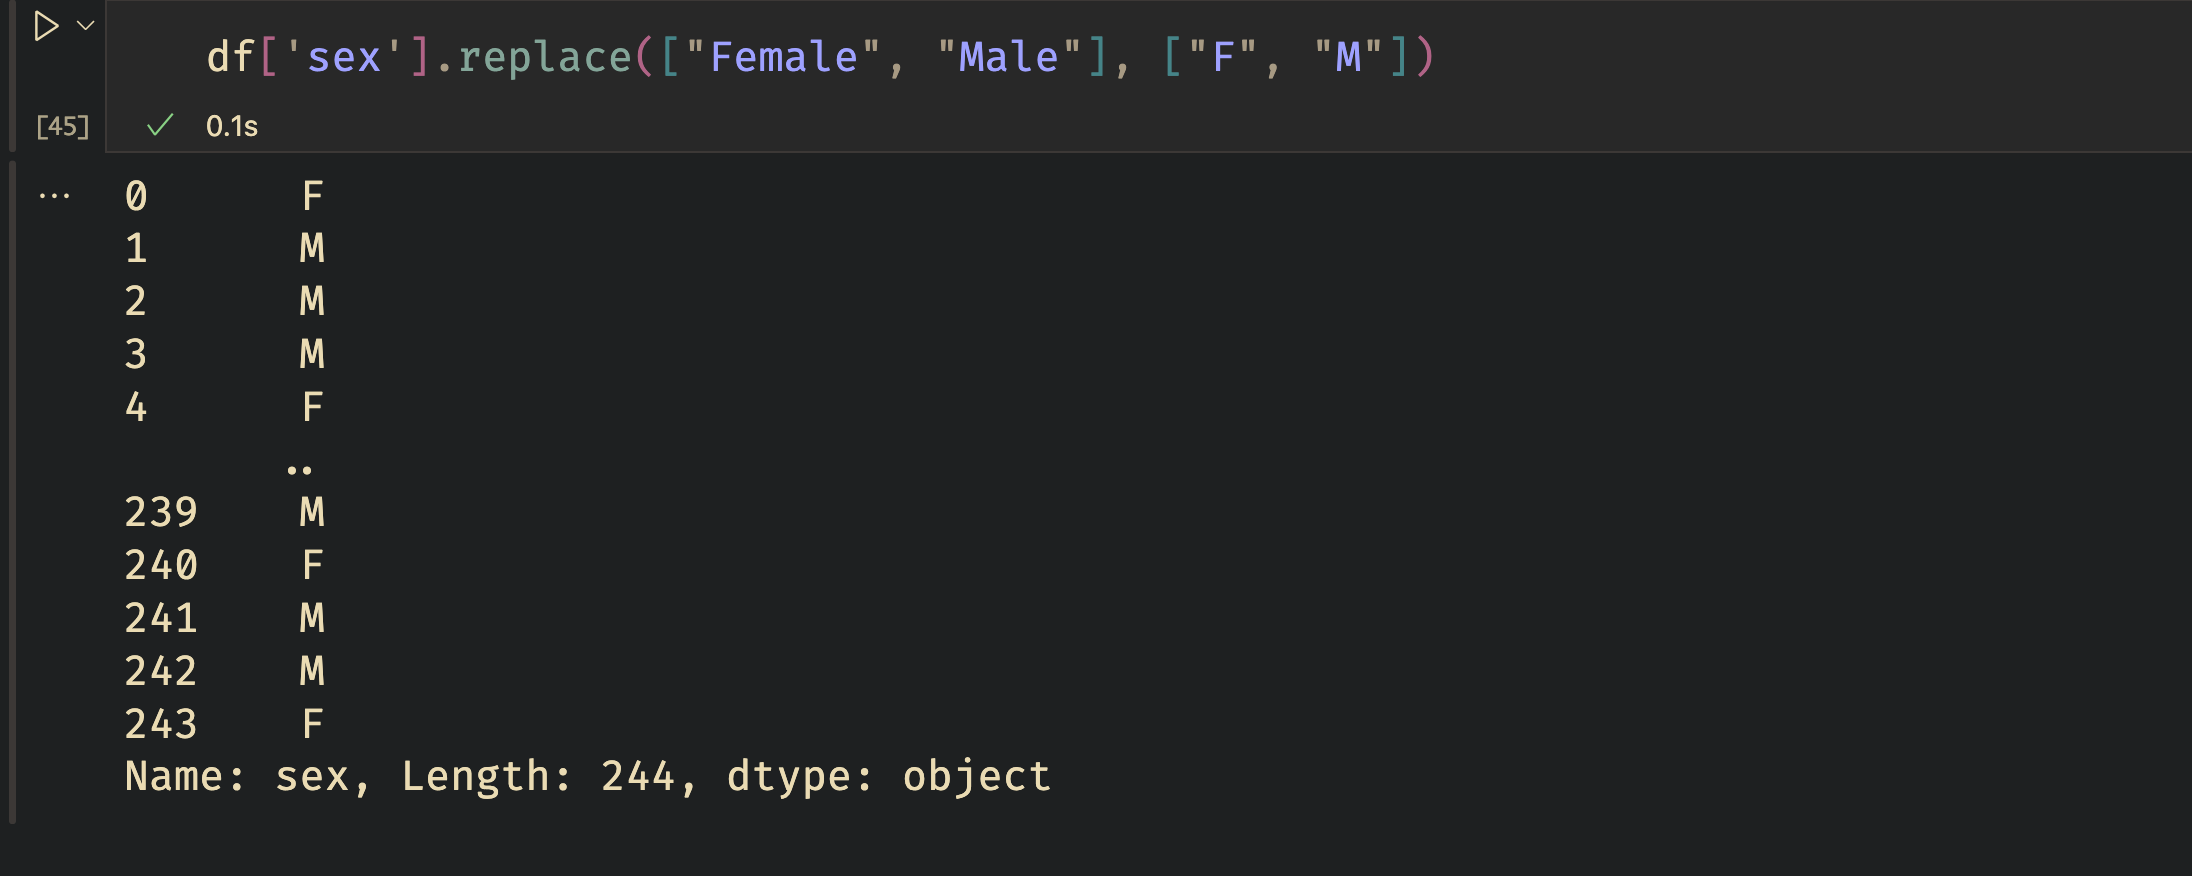 df['sex'].replace(["Female", "Male"], ["F", "M"])
[45] 0.1s
... 0 F
1 M
2 M
3 M
4 F
..
239 M
240 F
241 M
242 M
243 F
Name: sex, Length: 244, dtype: object